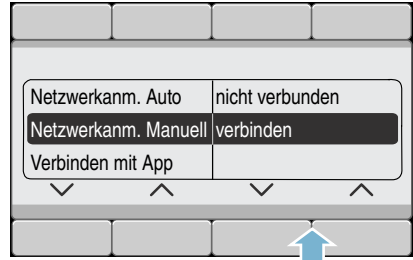 Netzwerkanm. Auto nicht verbunden
Netzwerkanm. Manuell verbinden
Verbinden mit App